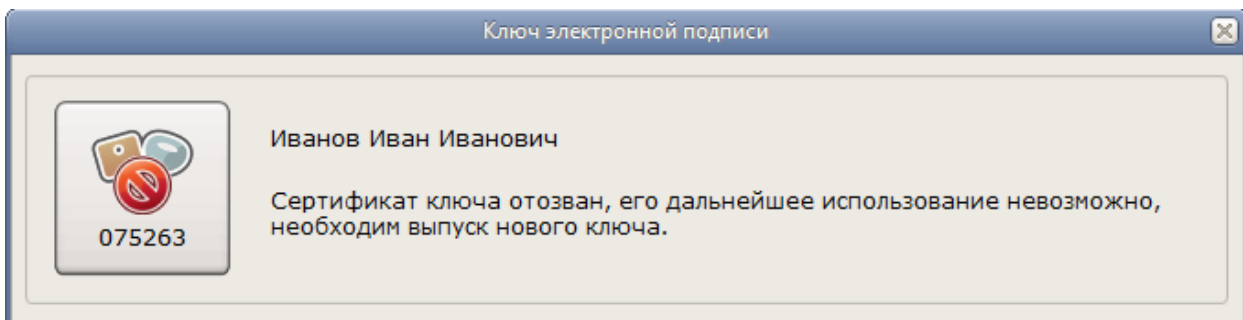 Ключ электронной подписи
Иванов Иван Иванович
Сертификат ключа отозван, его дальнейшее использование невозможно,
необходим выпуск нового ключа.
075263